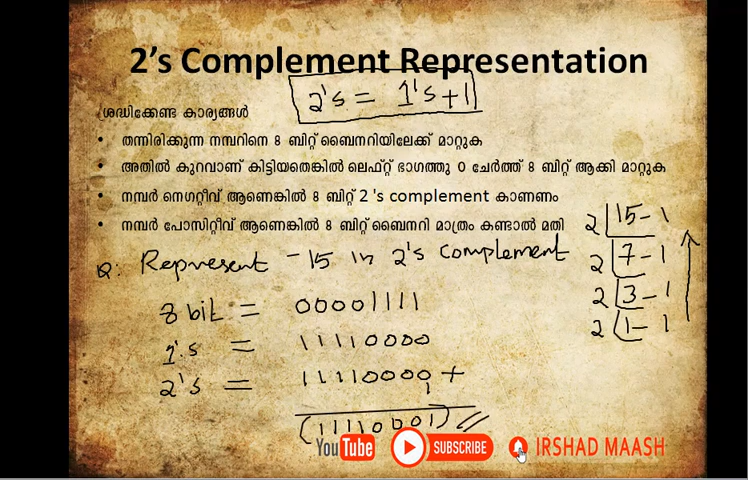 2's Complement Representation
2's = 1's+1
ശ്രദ്ധിക്കേണ്ട കാര്യങ്ങൾ
• തന്നിരിക്കുന്ന നമ്പറിനെ 8 ബിറ്റ് ബൈനറിയിലേക്ക് മാറ്റുക
• അതിൽ കുറവാണ് കിട്ടിയതെങ്കിൽ ലെഫ്റ്റ് ഭാഗത്തു 0 ചേർത്ത് 8 ബിറ്റ് ആക്കി മാറ്റുക
• നമ്പർ നെഗറ്റീവ് ആണെങ്കിൽ 8 ബിറ്റ് 2 's complement കാണണം
• നമ്പർ പോസിറ്റീവ് ആണെങ്കിൽ 8 ബിറ്റ് ബൈനറി മാത്രം കണ്ടാൽ മതി
Q: Represent -15 in 2's complement
8 bit = 00001111
1's = 11110000
2's = 11110000 +
1
(11110001)
2 15 - 1
2 7 - 1
2 3 - 1
2 1 - 1
YouTube SUBSCRIBE IRSHAD MAASH